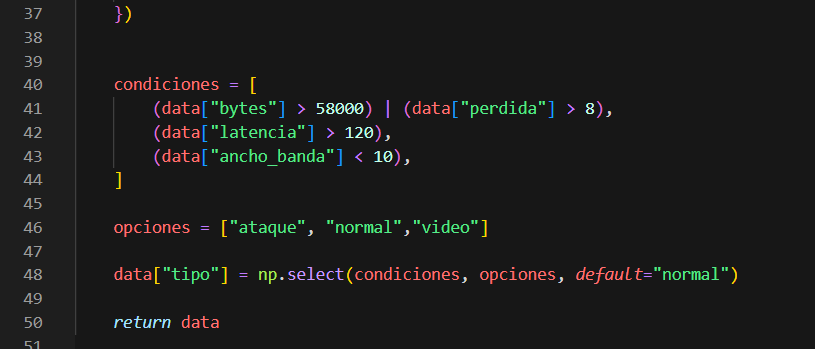 37 })
38
39
40 condiciones = [
41 (data["bytes"] > 58000) | (data["perdida"] > 8),
42 (data["latencia"] > 120),
43 (data["ancho_banda"] < 10),
44 ]
45
46 opciones = ["ataque", "normal","video"]
47
48 data["tipo"] = np.select(condiciones, opciones, default="normal")
49
50 return data
51